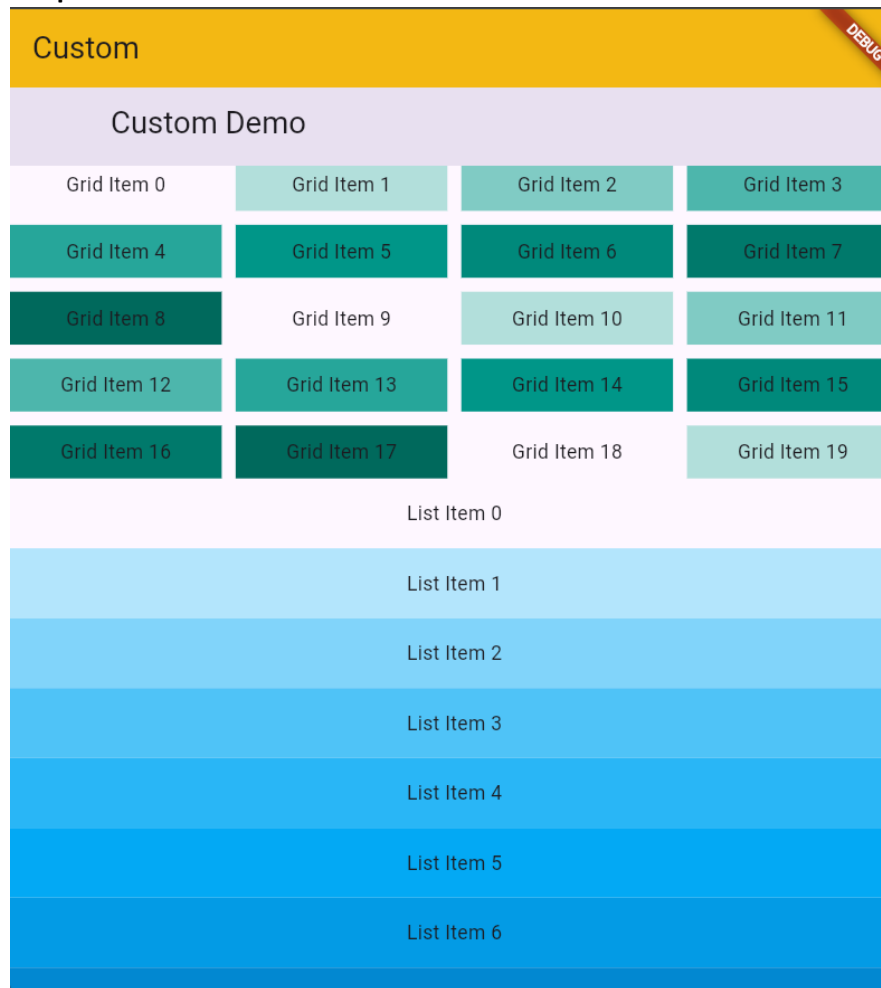 Custom
DEBUG
Custom Demo
Grid Item 0 Grid Item 1 Grid Item 2 Grid Item 3
Grid Item 4 Grid Item 5 Grid Item 6 Grid Item 7
Grid Item 8 Grid Item 9 Grid Item 10 Grid Item 11
Grid Item 12 Grid Item 13 Grid Item 14 Grid Item 15
Grid Item 16 Grid Item 17 Grid Item 18 Grid Item 19
List Item 0
List Item 1
List Item 2
List Item 3
List Item 4
List Item 5
List Item 6